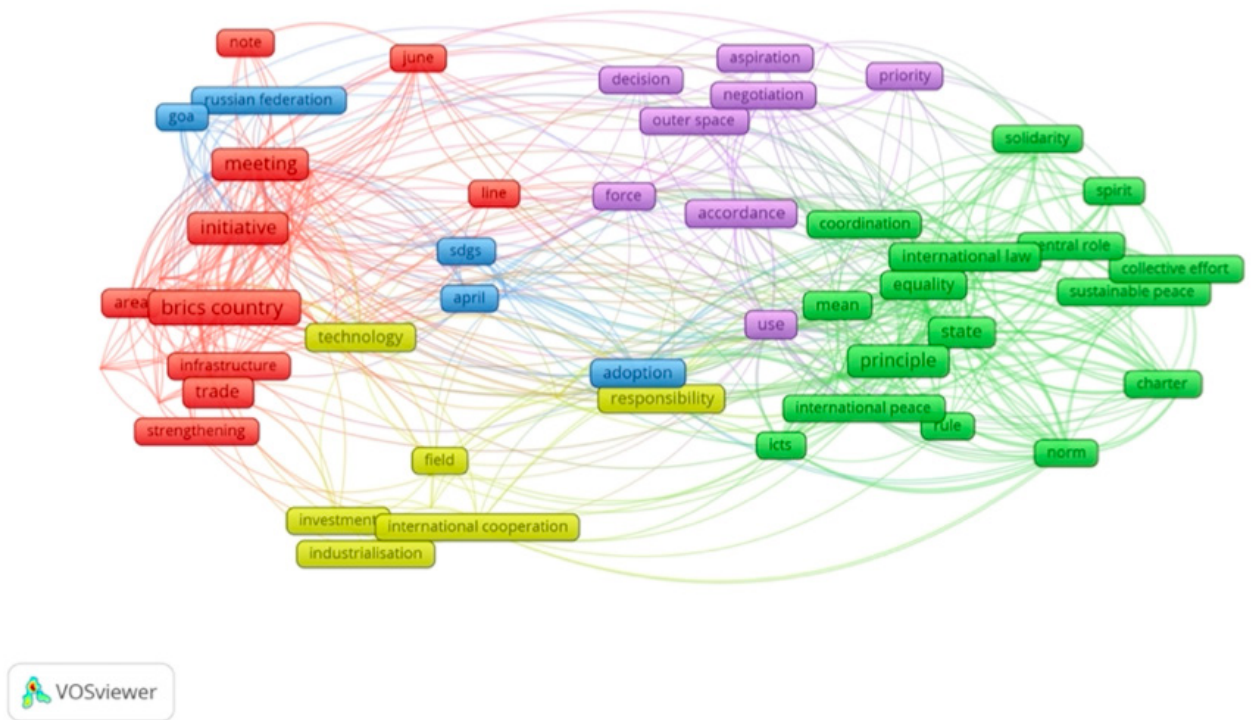 note
june
aspiration
decision
priority
negotiation
russian federation
goa
outer space
solidarity
meeting
line
force
spirit
accordance
coordination
initiative
sdgs
entral role
international law
collective effort
equality
sustainable peace
april
area
brics country
mean
use
technology
state
principle
infrastructure
adoption
trade
charter
responsibility
international peace
rule
strengthening
lcts
norm
field
investment
international cooperation
industrialisation
VOSviewer